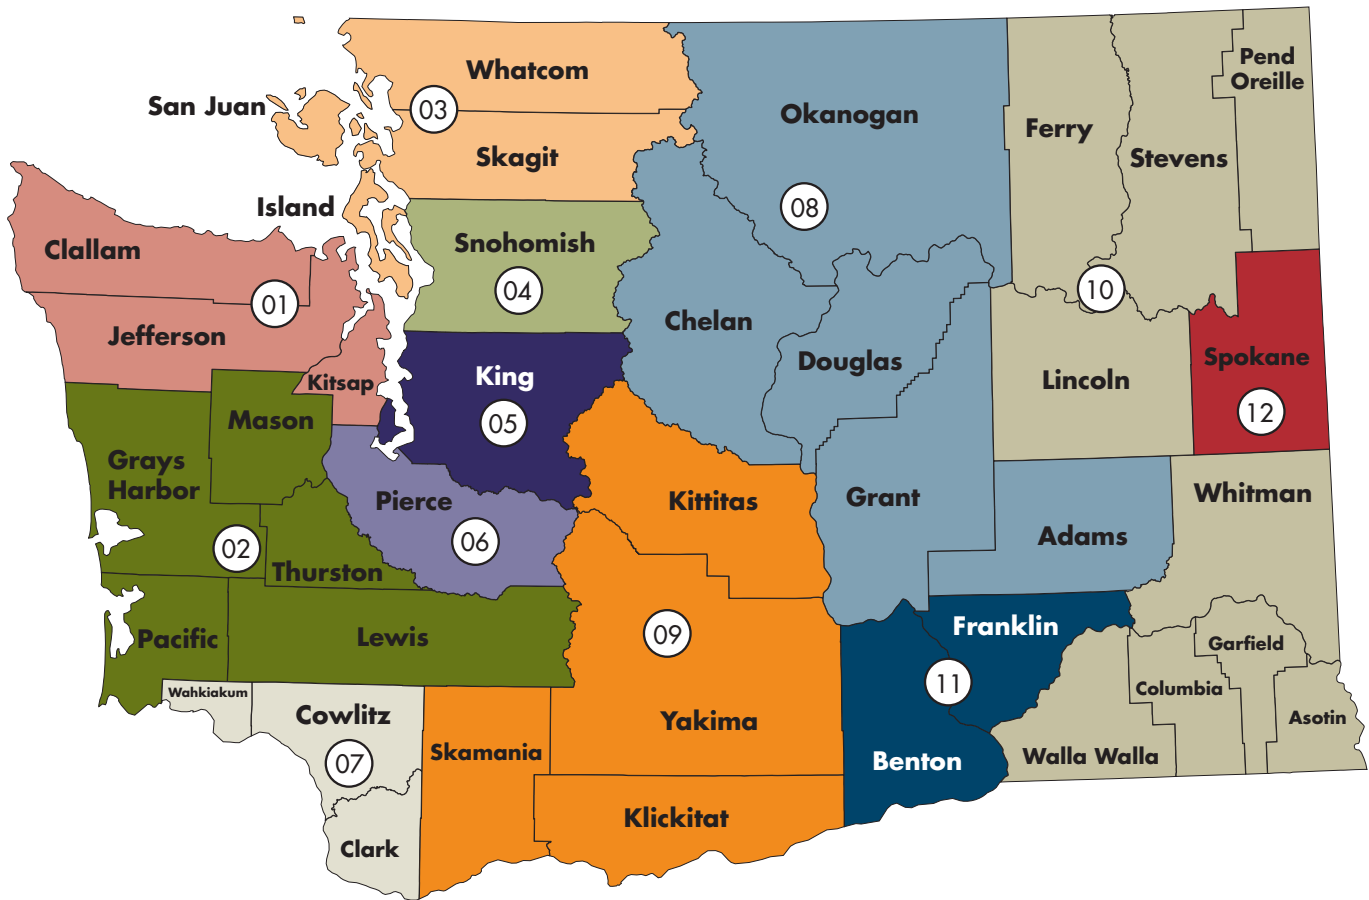 Whatcom
San Juan
03
Skagit
Island
Clallam
01
Jefferson
Kitsap
Snohomish
04
King
05
Mason
Grays
Harbor
02
Thurston
Pacific
Lewis
Pierce
06
Wahkiakum
Cowlitz
07
Clark
Okanogan
08
Chelan
Douglas
Grant
Adams
Kittitas
09
Yakima
Skamania
Klickitat
Ferry
Stevens
Pend
Oreille
10
Lincoln
Spokane
12
Whitman
Franklin
11
Benton
Walla Walla
Columbia
Garfield
Asotin